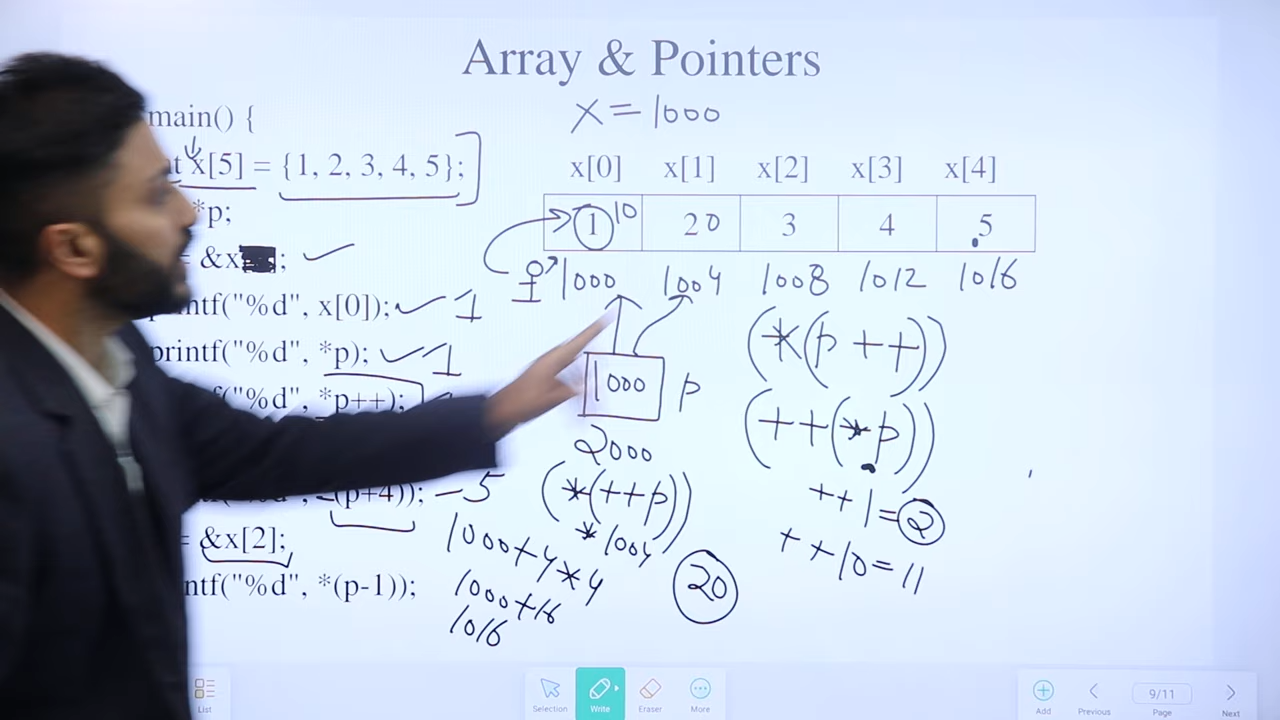 Array & Pointers
x = 1000
main() {
x[5] = {1, 2, 3, 4, 5};
*p;
= &x ;
printf("%d", x[0]); 1
printf("%d", *p); 1
"%d", *p++);
(p+4)); - 5
= &x[2];
ntf("%d", *(p-1));
x[0] x[1] x[2] x[3] x[4]
1 10 20 3 4 5
1000 1004 1008 1012 1016
1000 p
2000
(*(++p))
*1004
20
1000+4*4
1000+16
1016
(*(p ++))
(++(*p))
++1=2
++10=11
List
Selection Write Eraser More
Add Previous 9/11 Page Next